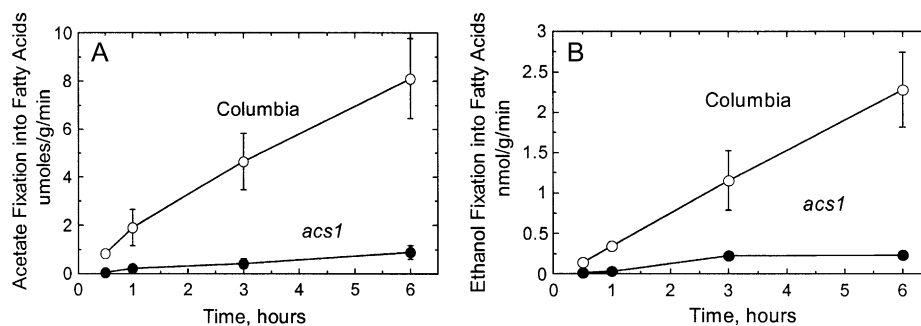 A
Acetate Fixation into Fatty Acids
umoles/g/min
10
8
6
4
2
0
Columbia
acs1
0 1 2 3 4 5 6
Time, hours
B
Ethanol Fixation into Fatty Acids
nmol/g/min
3
2.5
2
1.5
1
0.5
0
Columbia
acs1
0 1 2 3 4 5 6
Time, hours